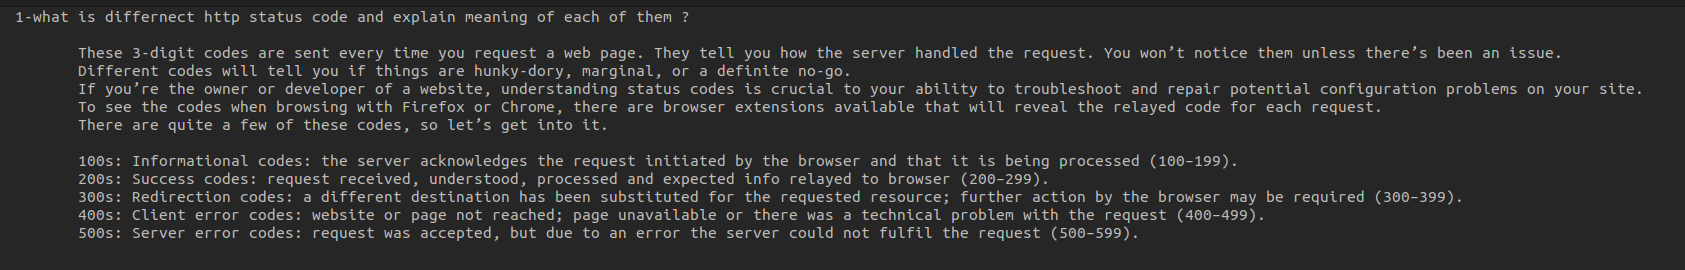 1-what is differnect http status code and explain meaning of each of them ?
These 3-digit codes are sent every time you request a web page. They tell you how the server handled the request. You won’t notice them unless there’s been an issue.
Different codes will tell you if things are hunky-dory, marginal, or a definite no-go.
If you’re the owner or developer of a website, understanding status codes is crucial to your ability to troubleshoot and repair potential configuration problems on your site.
To see the codes when browsing with Firefox or Chrome, there are browser extensions available that will reveal the relayed code for each request.
There are quite a few of these codes, so let’s get into it.
100s: Informational codes: the server acknowledges the request initiated by the browser and that it is being processed (100–199).
200s: Success codes: request received, understood, processed and expected info relayed to browser (200–299).
300s: Redirection codes: a different destination has been substituted for the requested resource; further action by the browser may be required (300–399).
400s: Client error codes: website or page not reached; page unavailable or there was a technical problem with the request (400–499).
500s: Server error codes: request was accepted, but due to an error the server could not fulfil the request (500–599).